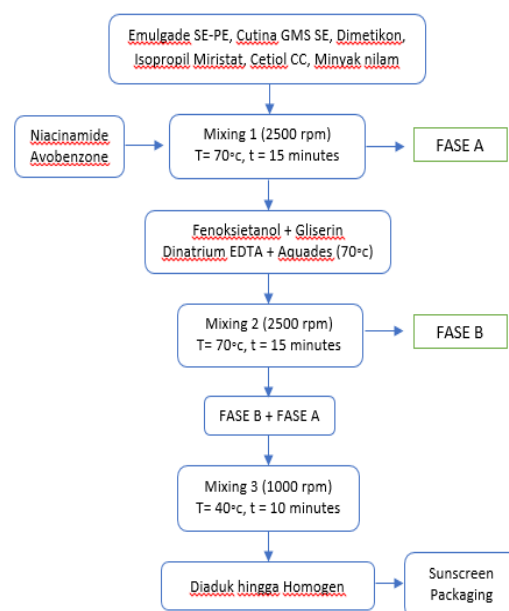 Emulgade SE-PE, Cutina GMS SE, Dimetikon,
Isopropil Miristat, Cetiol CC, Minyak nilam
Niacinamide
Avobenzone
Mixing 1 (2500 rpm)
T= 70°c, t = 15 minutes
FASE A
Fenoksietanol + Gliserin
Dinatrium EDTA + Aquades (70°c)
Mixing 2 (2500 rpm)
T= 70°c, t = 15 minutes
FASE B
FASE B + FASE A
Mixing 3 (1000 rpm)
T= 40°c, t = 10 minutes
Diaduk hingga Homogen
Sunscreen
Packaging